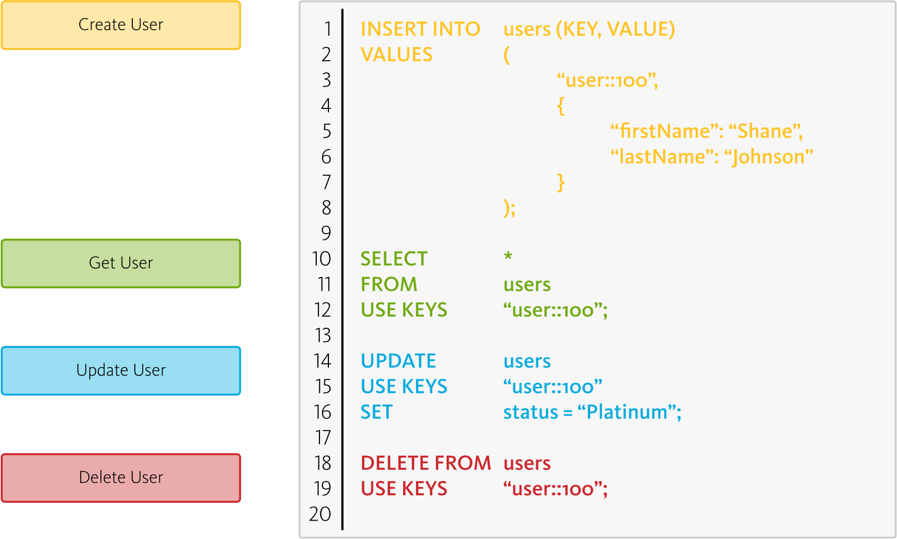 Create User
Get User
Update User
Delete User
1 INSERT INTO users (KEY, VALUE)
2 VALUES (
3 “user::100”,
4 {
5 “firstName”: “Shane”,
6 “lastName”: “Johnson”
7 }
8 );
9
10 SELECT *
11 FROM users
12 USE KEYS “user::100”;
13
14 UPDATE users
15 USE KEYS “user::100”
16 SET status = “Platinum”;
17
18 DELETE FROM users
19 USE KEYS “user::100”;
20